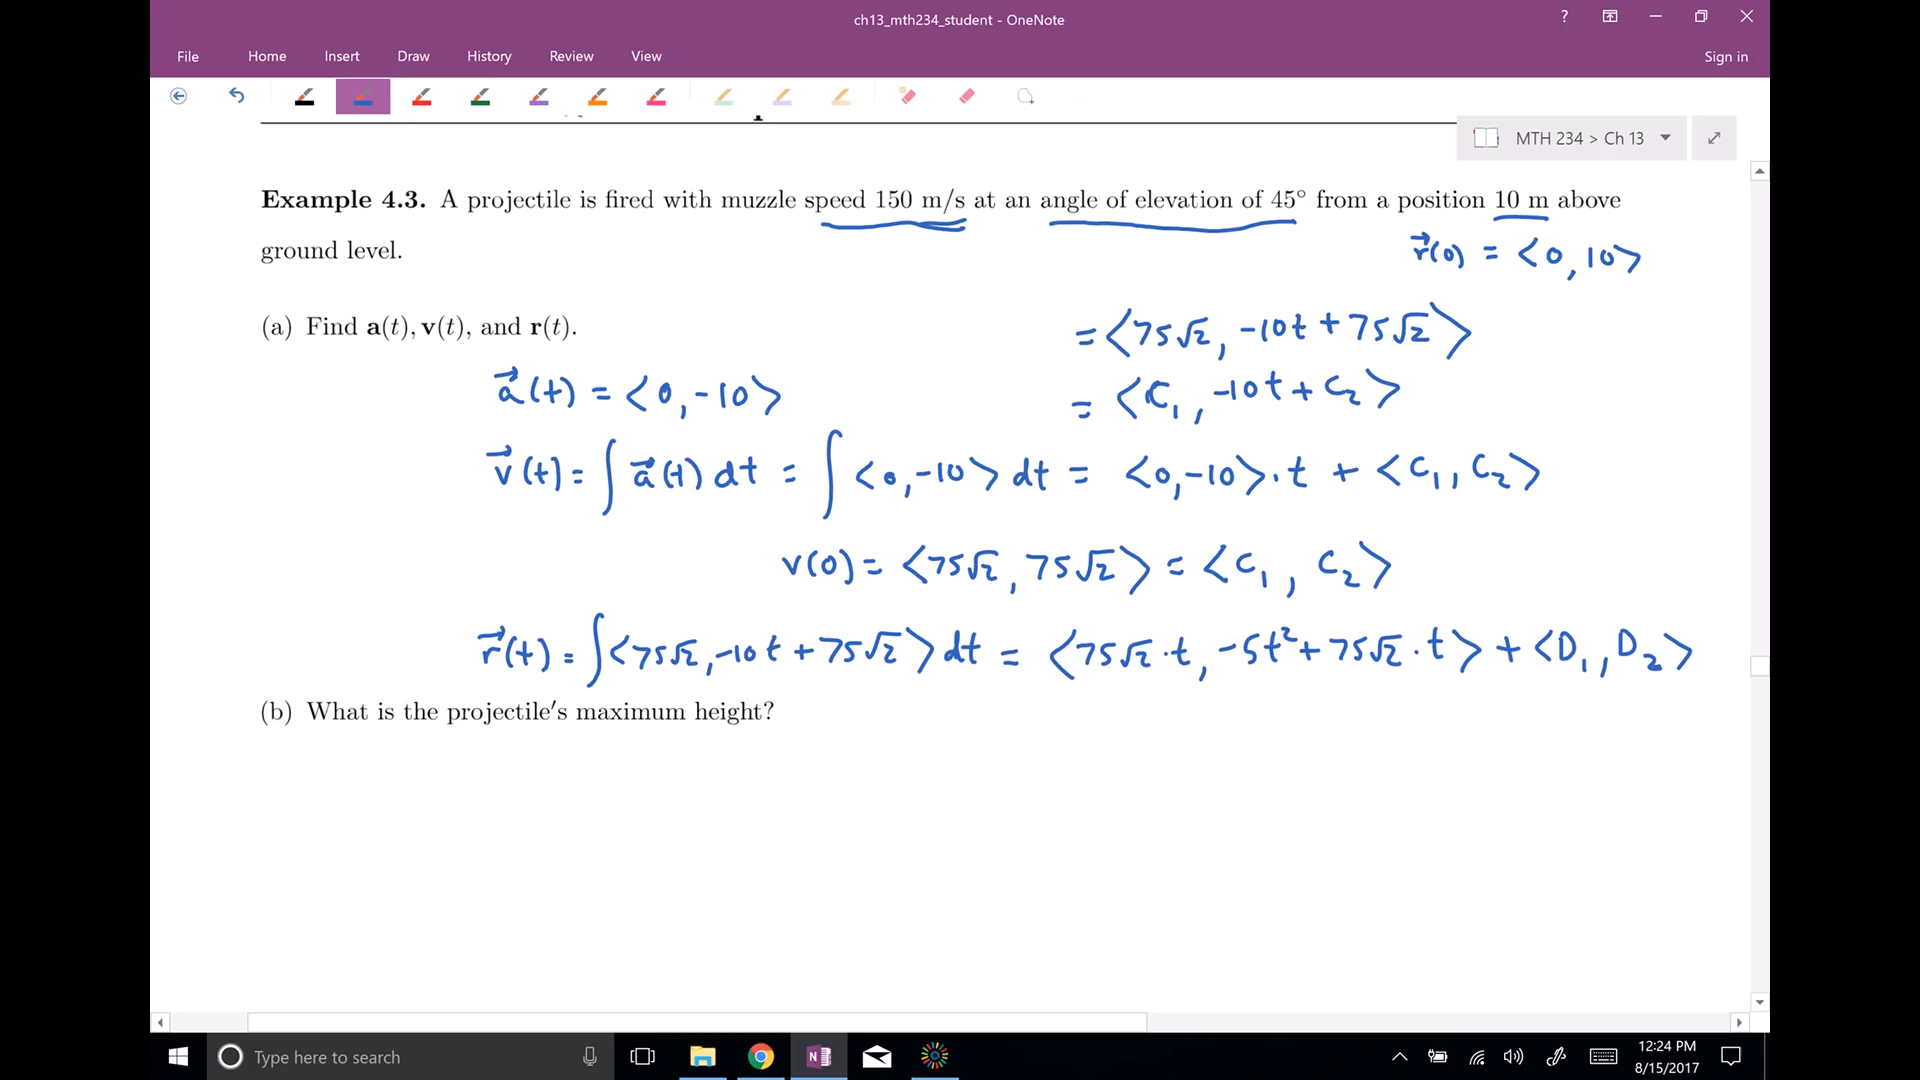 ch13_mth234_student - OneNote
?
File Home Insert Draw History Review View Sign in
MTH 234 > Ch 13
Example 4.3. A projectile is fired with muzzle speed 150 m/s at an angle of elevation of 45° from a position 10 m above
ground level.
r⃗(0) = <0, 10>
(a) Find a(t), v(t), and r(t).
= <75√2, -10t + 75√2>
a⃗(t) = <0, -10>
= <C₁, -10t + C₂>
v⃗(t) = ∫ a⃗(t) dt = ∫ <0, -10> dt = <0, -10>·t + <C₁, C₂>
v(0) = <75√2, 75√2> = <C₁, C₂>
r⃗(t) = ∫<75√2, -10t + 75√2> dt = <75√2·t, -5t² + 75√2·t> + <D₁, D₂>
(b) What is the projectile's maximum height?
Type here to search
12:24 PM
8/15/2017